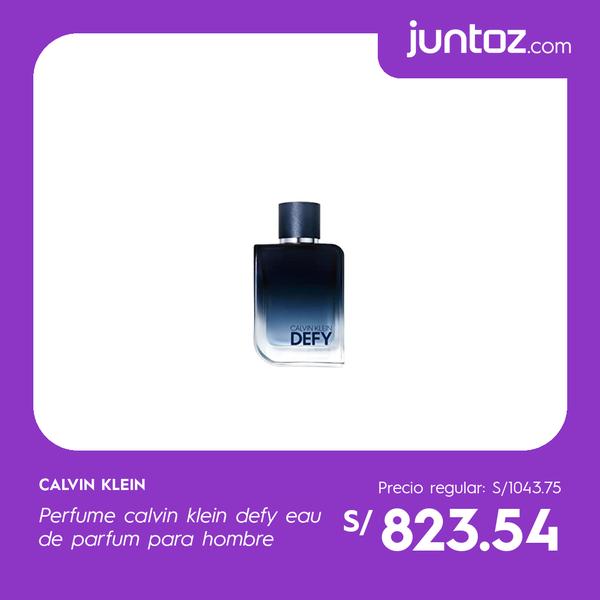 juntoz.com
CALVIN KLEIN
DEFY
CALVIN KLEIN
Perfume calvin klein defy eau
de parfum para hombre
Precio regular: S/1043.75
S/823.54